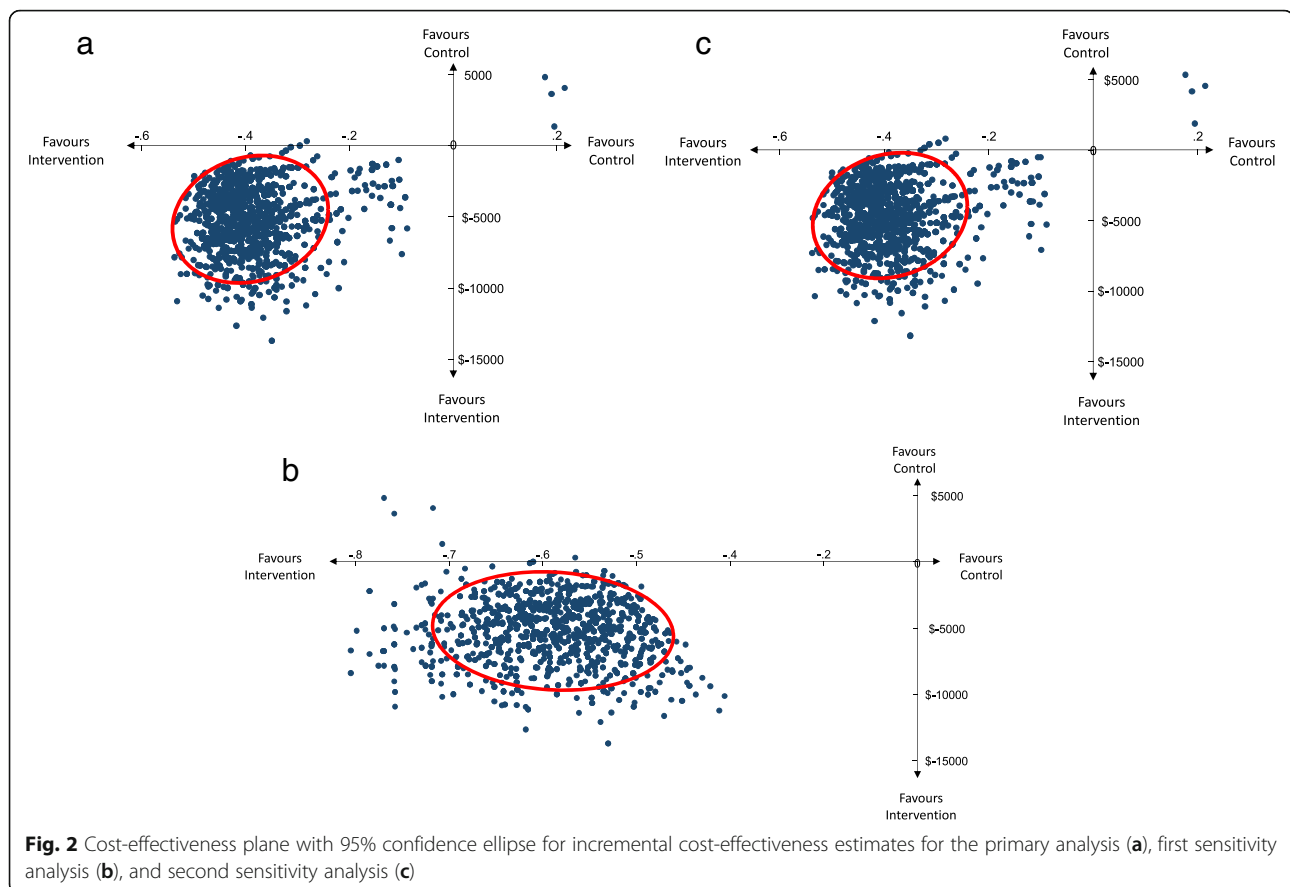 a
Favours
Control
5000
-.6
-.4
-.2
0
.2
Favours
Intervention
Favours
Control
$-5000
$-10000
$-15000
Favours
Intervention
c
Favours
Control
$5000
-.6
-.4
-.2
0
.2
Favours
Intervention
Favours
Control
$-5000
$-10000
$-15000
Favours
Intervention
b
Favours
Control
$5000
-.8
-.7
-.6
-.5
-.4
-.2
0
Favours
Intervention
Favours
Control
$-5000
$-10000
$-15000
Favours
Intervention
Fig. 2 Cost-effectiveness plane with 95% confidence ellipse for incremental cost-effectiveness estimates for the primary analysis (a), first sensitivity
analysis (b), and second sensitivity analysis (c)